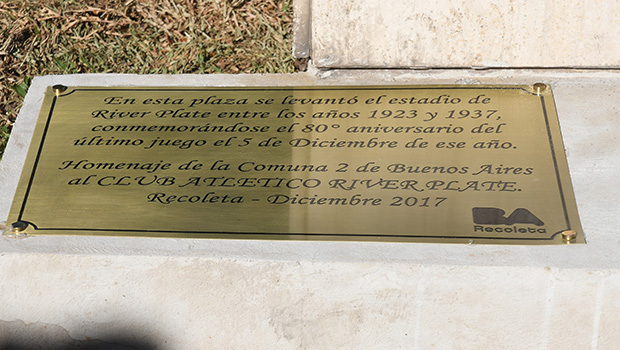 En esta plaza se levantó el estadio de
River Plate entre los años 1923 y 1937,
conmemorándose el 80° aniversario del
último juego el 5 de Diciembre de ese año.
Homenaje de la Comuna 2 de Buenos Aires
al CLUB ATLETICO RIVER PLATE.
Recoleta - Diciembre 2017
BA
Recoleta